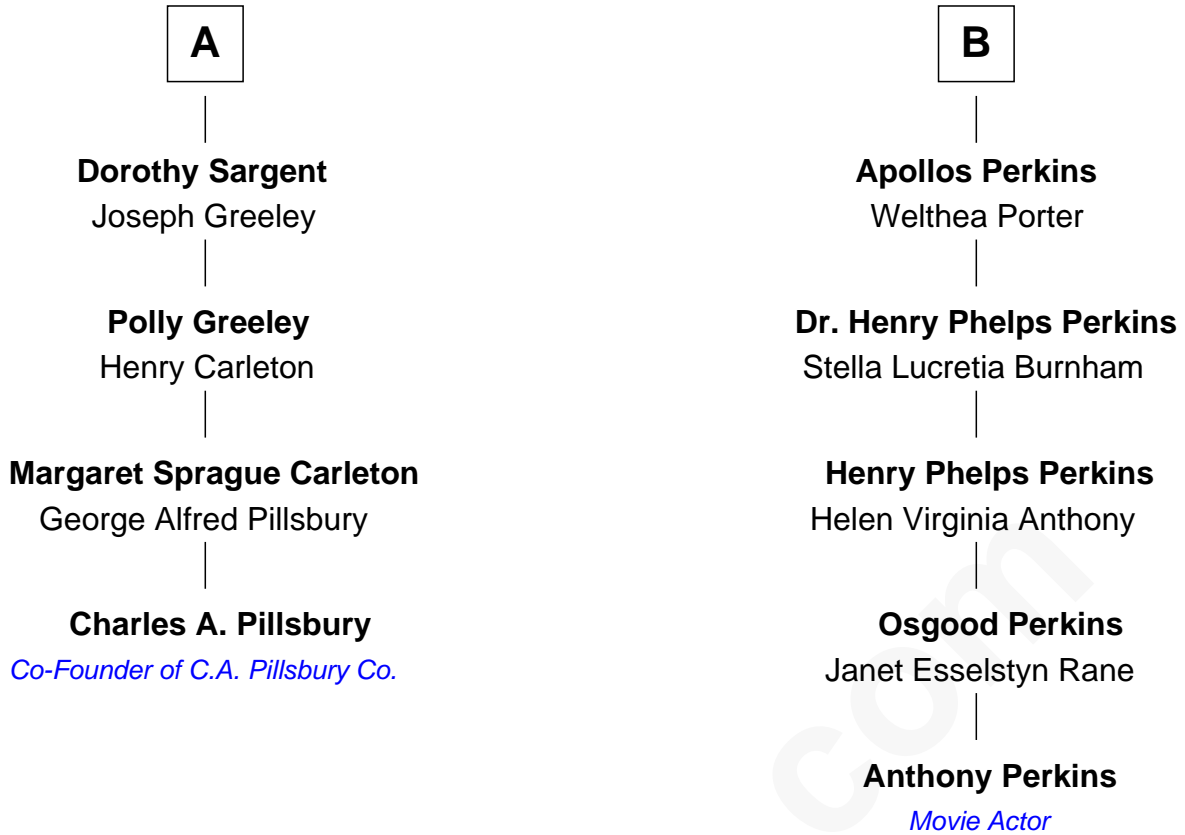 A
Dorothy Sargent
Joseph Greeley
Polly Greeley
Henry Carleton
Margaret Sprague Carleton
George Alfred Pillsbury
Charles A. Pillsbury
Co-Founder of C.A. Pillsbury Co.
B
Apollos Perkins
Welthea Porter
Dr. Henry Phelps Perkins
Stella Lucretia Burnham
Henry Phelps Perkins
Helen Virginia Anthony
Osgood Perkins
Janet Esselstyn Rane
Anthony Perkins
Movie Actor
com